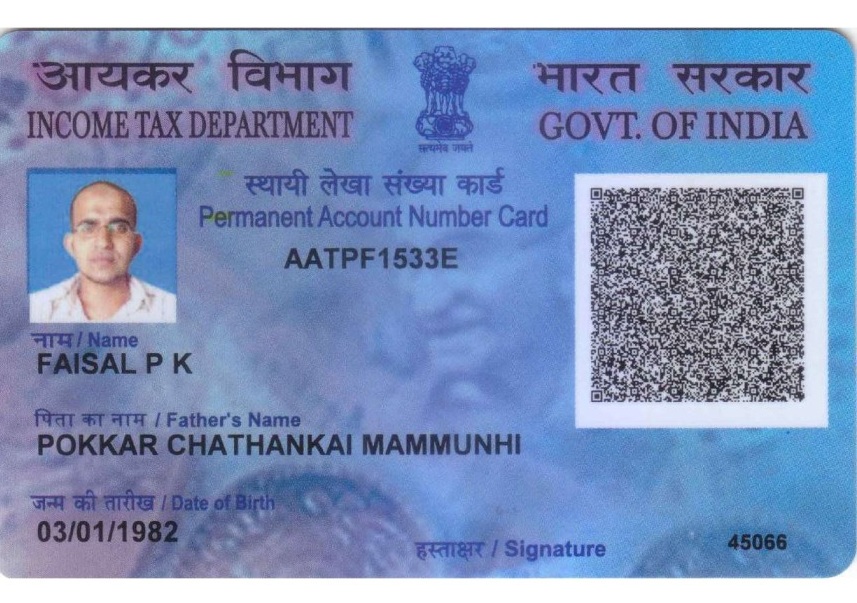 आयकर विभाग
INCOME TAX DEPARTMENT
सत्यमेव जयते
भारत सरकार
GOVT. OF INDIA
स्थायी लेखा संख्या कार्ड
Permanent Account Number Card
AATPF1533E
नाम / Name
FAISAL P K
पिता का नाम / Father's Name
POKKAR CHATHANKAI MAMMUNHI
जन्म की तारीख / Date of Birth
03/01/1982
हस्ताक्षर / Signature
45066